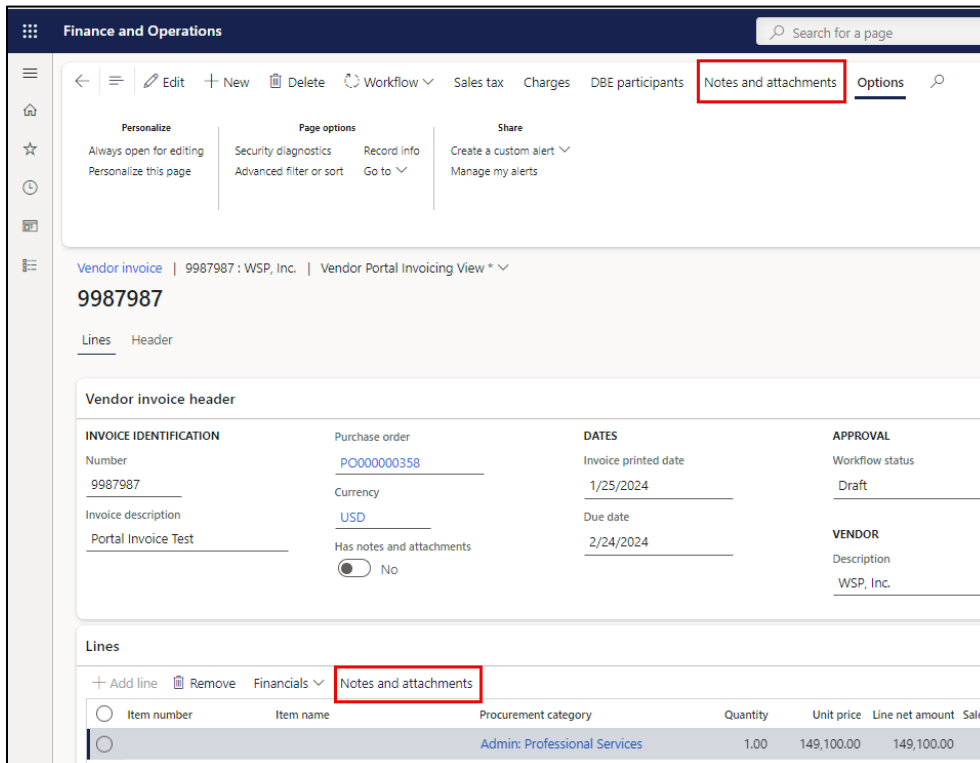 Finance and Operations
Search for a page
Edit New Delete Workflow Sales tax Charges DBE participants Notes and attachments Options
Personalize Page options Share
Always open for editing Security diagnostics Record info Create a custom alert
Personalize this page Advanced filter or sort Go to Manage my alerts
Vendor invoice | 9987987 : WSP, Inc. | Vendor Portal Invoicing View *
9987987
Lines Header
Vendor invoice header
INVOICE IDENTIFICATION
Number
9987987
Invoice description
Portal Invoice Test
Purchase order
PO000000358
Currency
USD
Has notes and attachments
No
DATES
Invoice printed date
1/25/2024
Due date
2/24/2024
APPROVAL
Workflow status
Draft
VENDOR
Description
WSP, Inc.
Lines
Add line Remove Financials Notes and attachments
Item number Item name Procurement category Quantity Unit price Line net amount
Admin: Professional Services 1.00 149,100.00 149,100.00